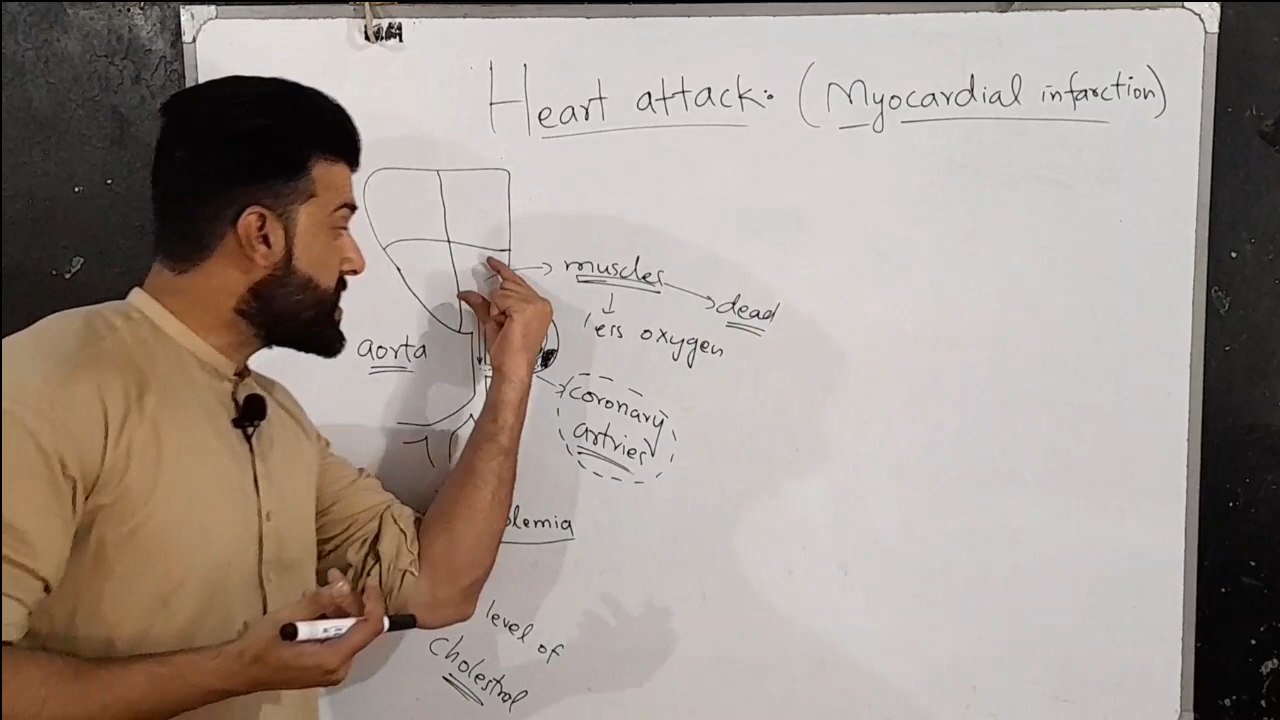 Heart attack: (Myocardial infarction)
muscles
dead
less oxygen
aorta
coronary
artries
lemia
level of
cholestrol